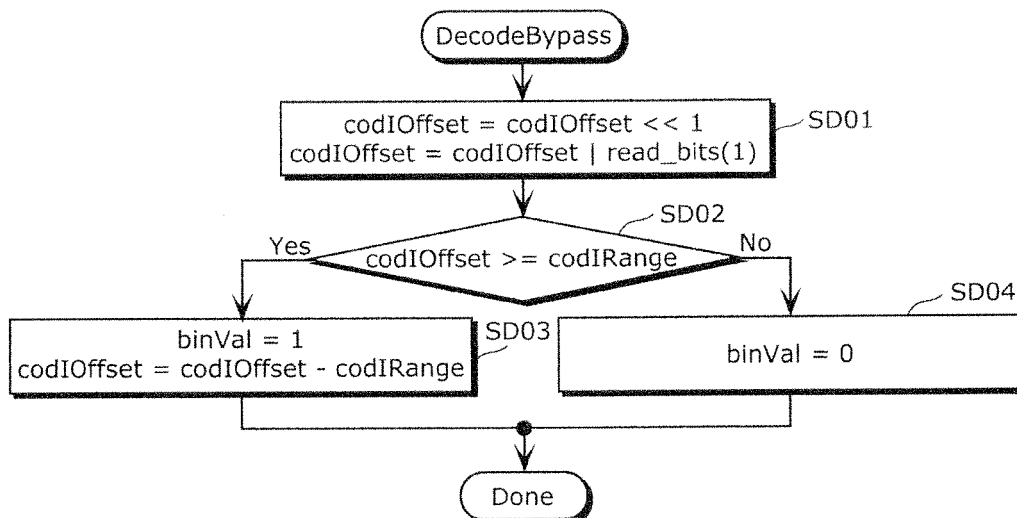 DecodeBypass
codIOffset = codIOffset << 1
codIOffset = codIOffset | read_bits(1)
SD01
SD02
Yes
codIOffset >= codIRange
No
SD03
SD04
binVal = 1
codIOffset = codIOffset - codIRange
binVal = 0
Done